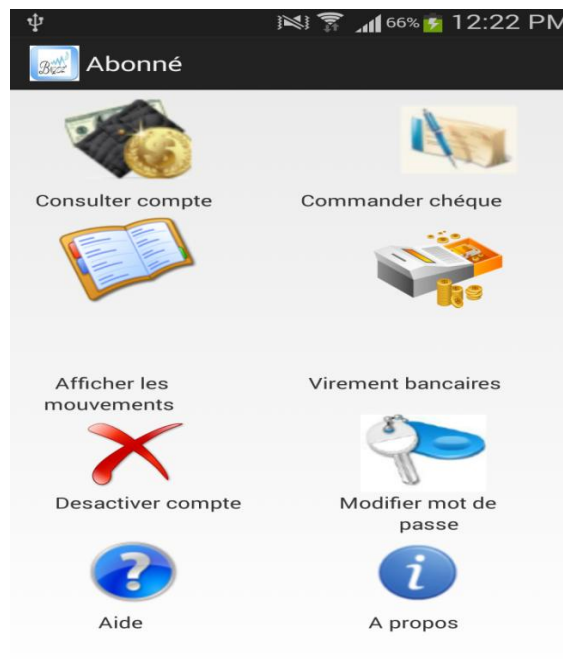 66% 12:22 PM
Abonné
Consulter compte
Commander chéque
Afficher les
mouvements
Virement bancaires
Desactiver compte
Modifier mot de
passe
Aide
A propos